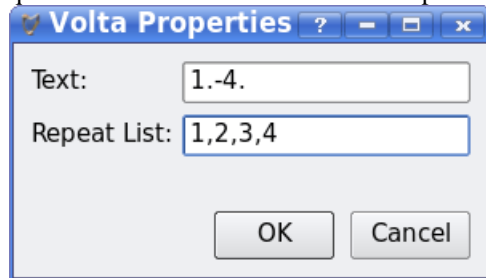 Volta Properties
Text: 1.-4.
Repeat List: 1,2,3,4
OK Cancel